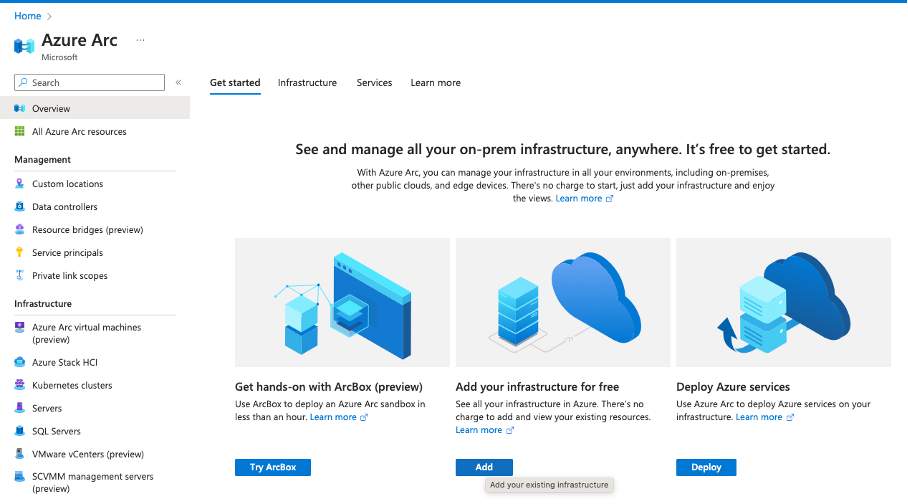 Home >
Azure Arc ...
Microsoft
Search «
Overview
All Azure Arc resources
Management
Custom locations
Data controllers
Resource bridges (preview)
Service principals
Private link scopes
Infrastructure
Azure Arc virtual machines
(preview)
Azure Stack HCI
Kubernetes clusters
Servers
SQL Servers
VMware vCenters (preview)
SCVMM management servers
(preview)
Get started Infrastructure Services Learn more
See and manage all your on-prem infrastructure, anywhere. It’s free to get started.
With Azure Arc, you can manage your infrastructure in all your environments, including on-premises,
other public clouds, and edge devices. There's no charge to start, just add your infrastructure and enjoy
the views. Learn more
Get hands-on with ArcBox (preview)
Use ArcBox to deploy an Azure Arc sandbox in
less than an hour. Learn more
Try ArcBox
Add your infrastructure for free
See all your infrastructure in Azure. There's no
charge to add and view your existing resources.
Learn more
Add
Add your existing infrastructure
Deploy Azure services
Use Azure Arc to deploy Azure services on your
infrastructure. Learn more
Deploy